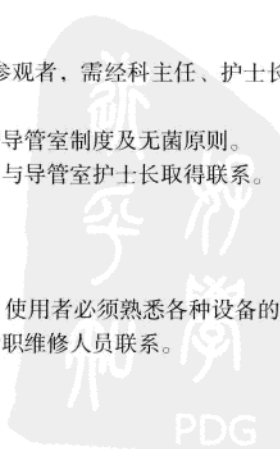 参观者，需经科主任、护士长
导管室制度及无菌原则。
与导管室护士长取得联系。
使用者必须熟悉各种设备的
职维修人员联系。
PDG